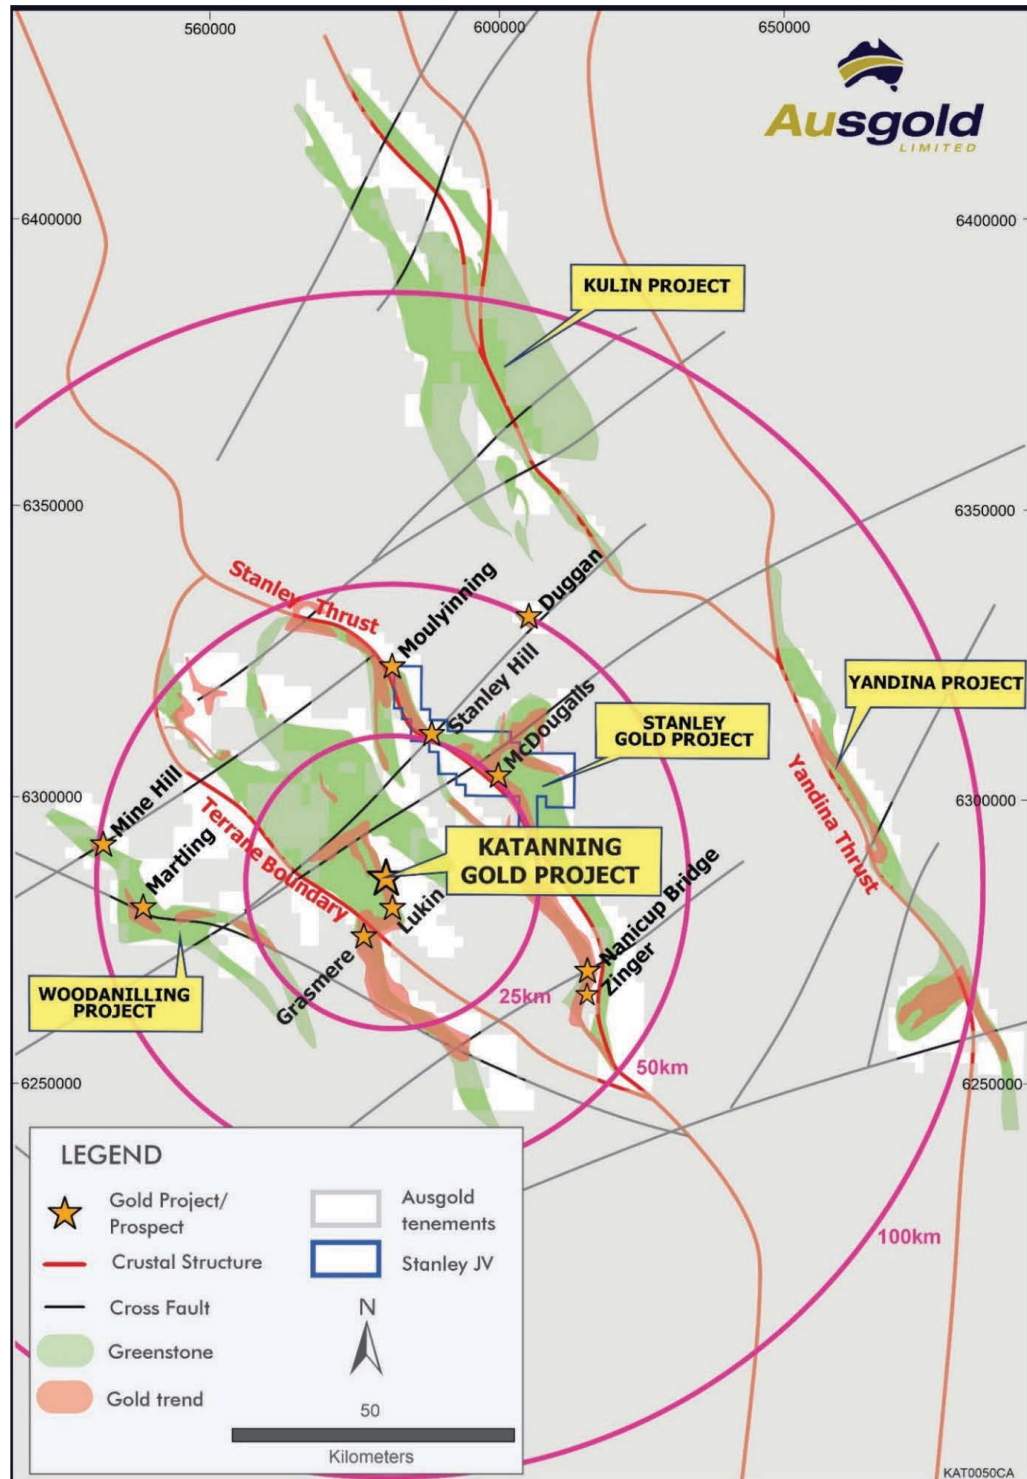 560000
600000
650000
Ausgold
LIMITED
6400000
6400000
KULIN PROJECT
6350000
6350000
Stanley Thrust
Moulyinning
Duggan
Stanley Hill
McDougalls
STANLEY
GOLD PROJECT
YANDINA PROJECT
Yandina Thrust
6300000
6300000
Mine Hill
Martling
Terrane Boundary
KATANNING
GOLD PROJECT
Lukin
Grasmere
Nanicup Bridge
Zinger
WOODANILLING
PROJECT
25km
50km
100km
6250000
6250000
LEGEND
Gold Project/
Prospect
Crustal Structure
Cross Fault
Greenstone
Gold trend
Ausgold
tenements
Stanley JV
N
50
Kilometers
KAT0050CA